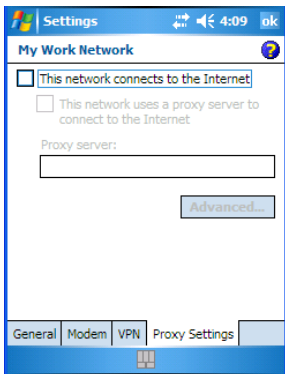 Settings 4:09 ok
My Work Network
This network connects to the Internet
This network uses a proxy server to
connect to the Internet
Proxy server:
Advanced...
General Modem VPN Proxy Settings